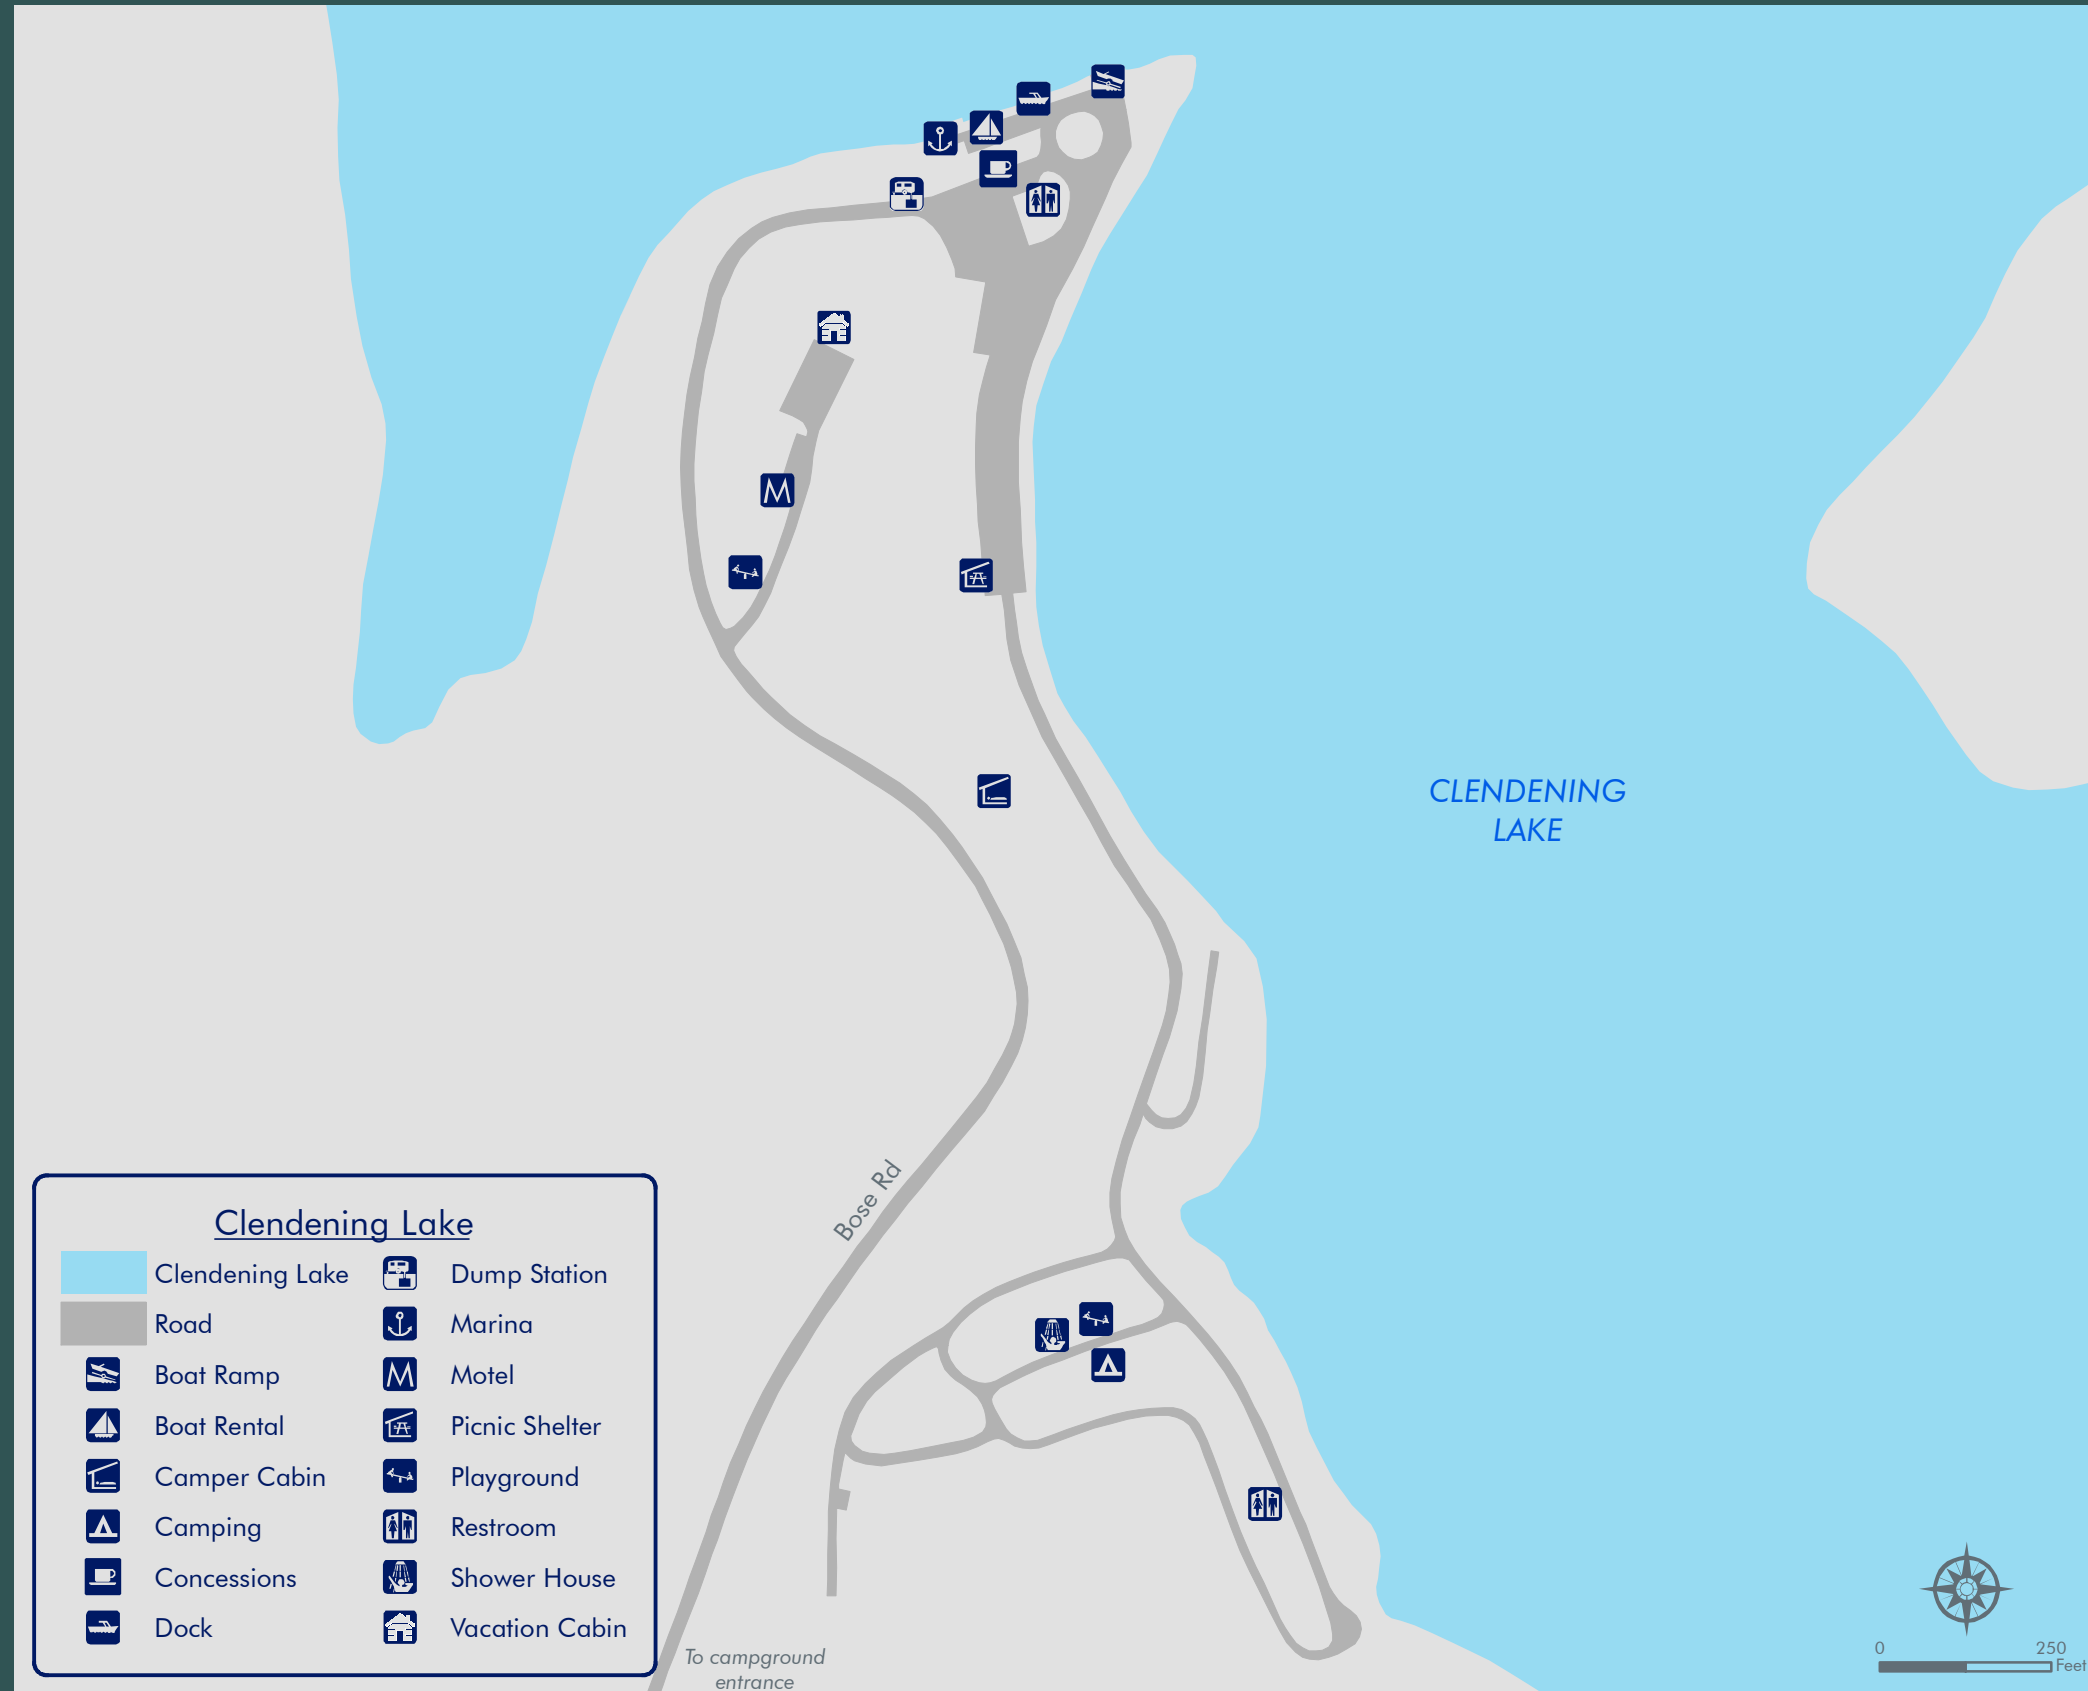 CLENDENING
LAKE
Bose Rd
Clendening Lake
Clendening Lake
Road
Boat Ramp
Boat Rental
Camper Cabin
Camping
Concessions
Dock
Dump Station
Marina
M Motel
Picnic Shelter
Playground
Restroom
Shower House
Vacation Cabin
M
To campground
entrance
0 250
Feet